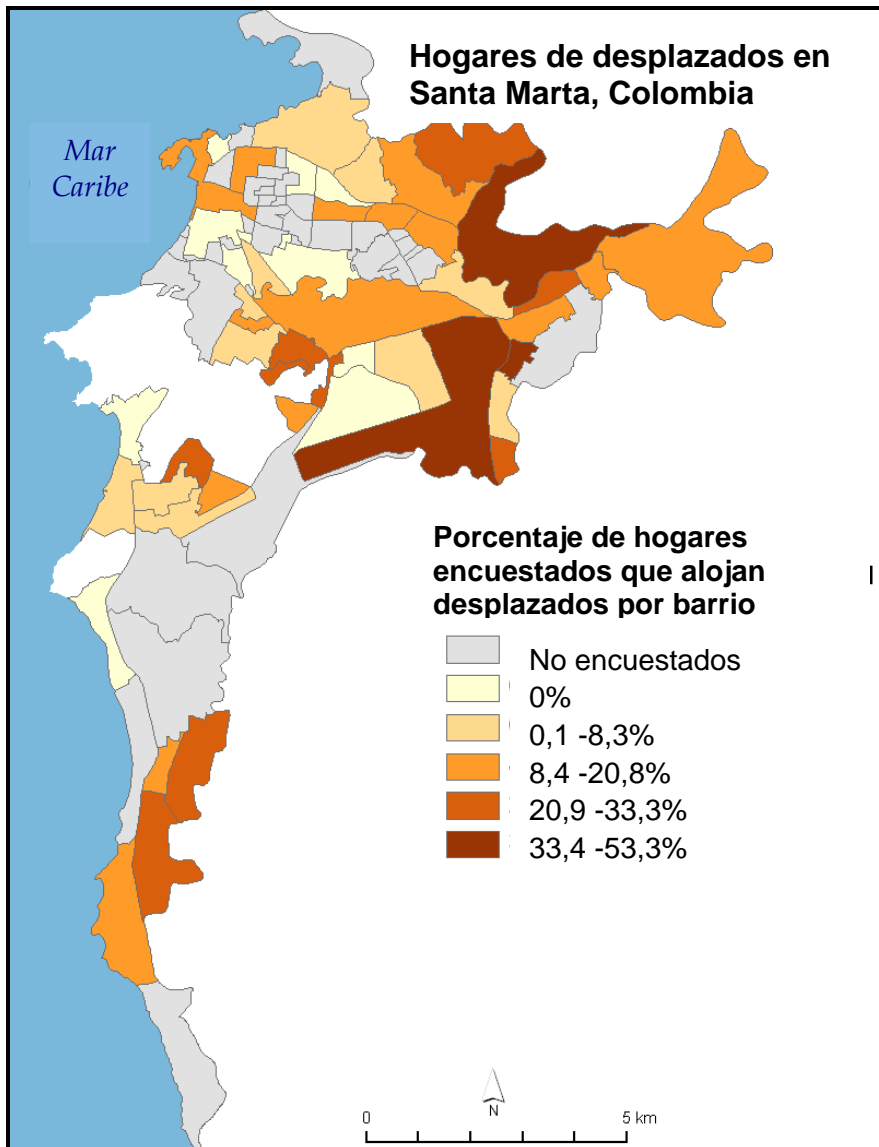 Hogares de desplazados en
Santa Marta, Colombia
Mar
Caribe
Porcentaje de hogares
encuestados que alojan
desplazados por barrio
No encuestados
0%
0,1 -8,3%
8,4 -20,8%
20,9 -33,3%
33,4 -53,3%
N
0 5 km